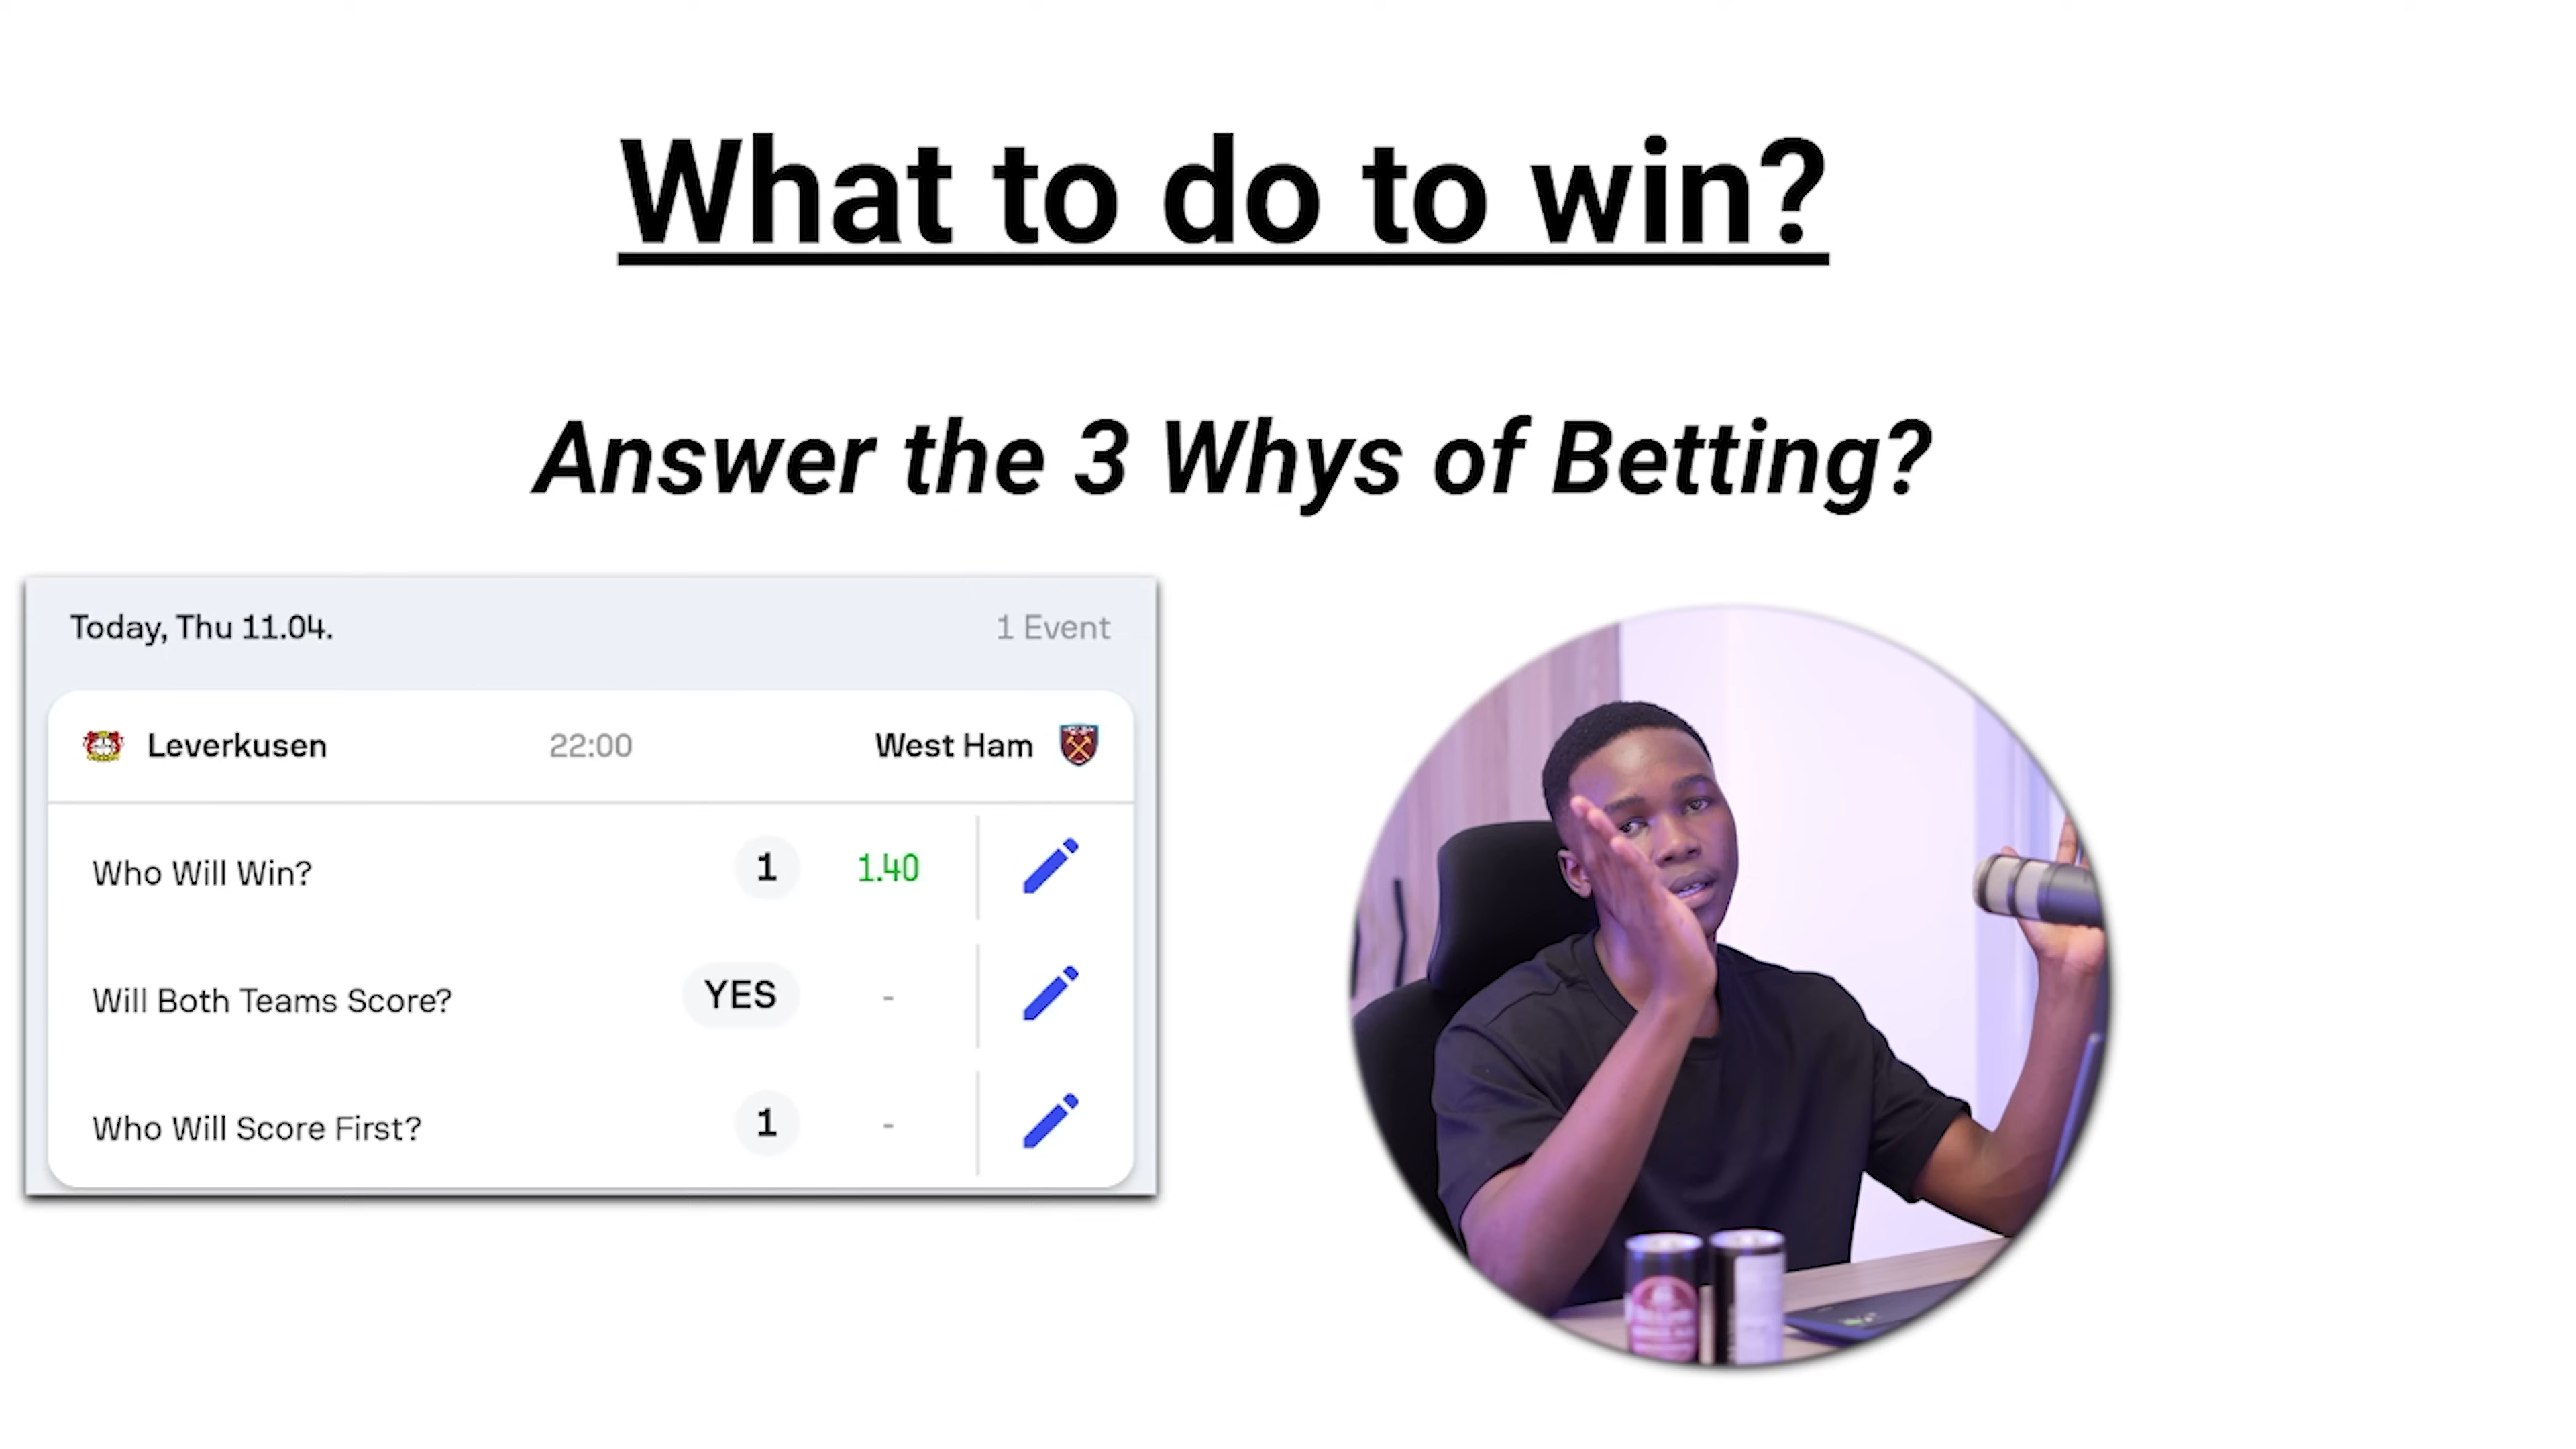 What to do to win?
Answer the 3 Whys of Betting?
Today, Thu 11.04.
1 Event
Leverkusen 22:00 West Ham
Who Will Win? 1 1.40
Will Both Teams Score? YES -
Who Will Score First? 1 -